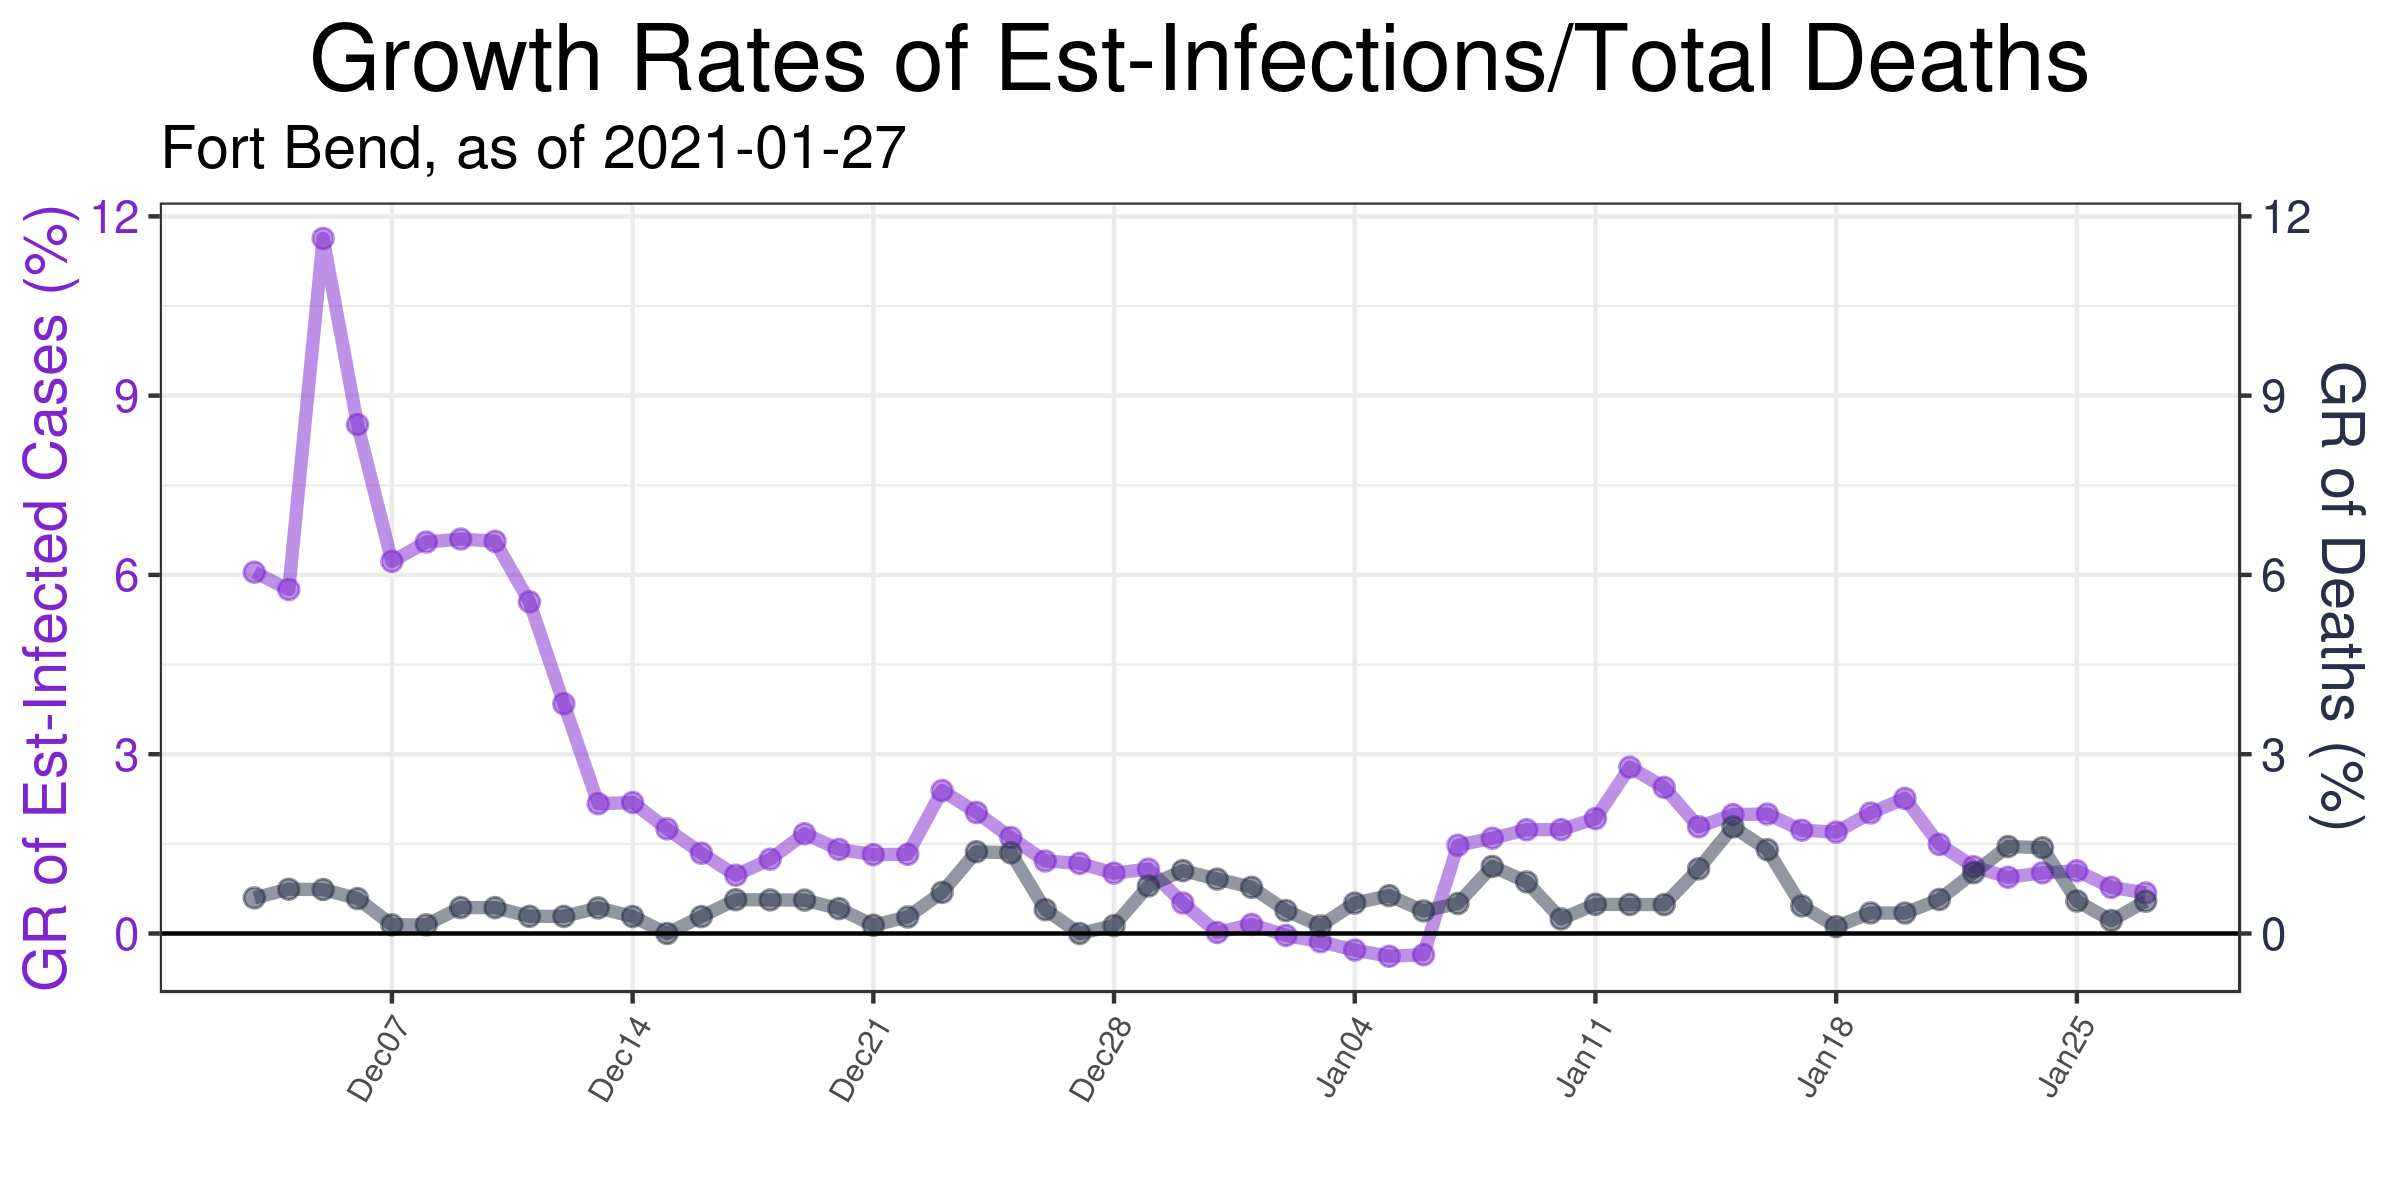 Growth Rates of Est-Infections/Total Deaths
Fort Bend, as of 2021-01-27
GR of Est-Infected Cases (%)
12
9
6
3
0
12
9
6
3
0
GR of Deaths (%)
Dec07
Dec14
Dec21
Dec28
Jan04
Jan11
Jan18
Jan25